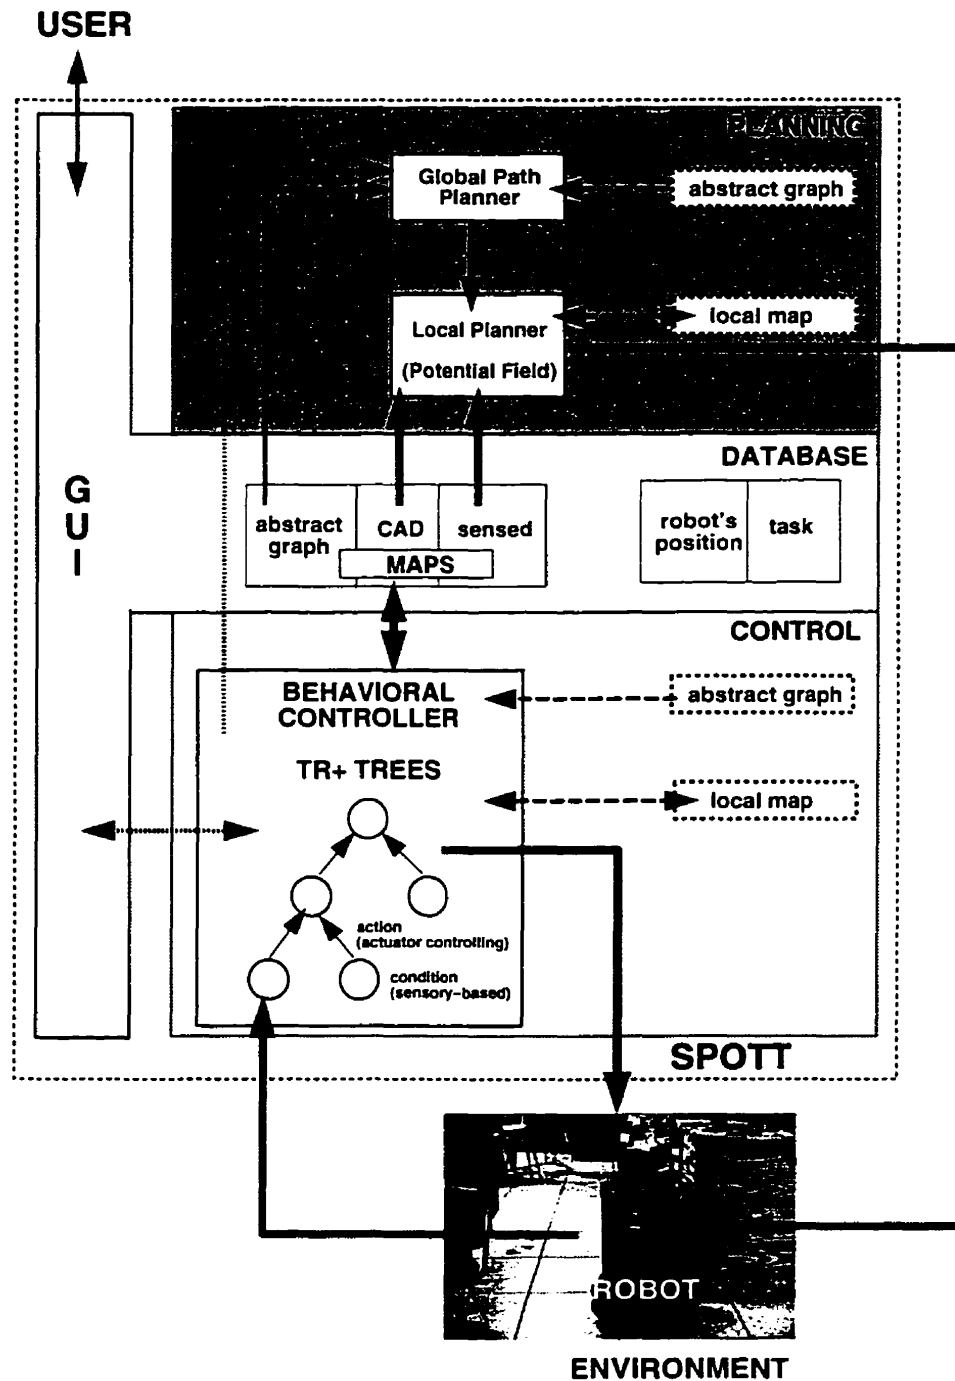 USER
PLANNING
Global Path
Planner
abstract graph
Local Planner
(Potential Field)
local map
G
U
I
DATABASE
abstract
graph
CAD
sensed
MAPS
robot's
position
task
CONTROL
BEHAVIORAL
CONTROLLER
abstract graph
TR+ TREES
local map
action
(actuator controlling)
condition
(sensory-based)
SPOTT
ROBOT
ENVIRONMENT